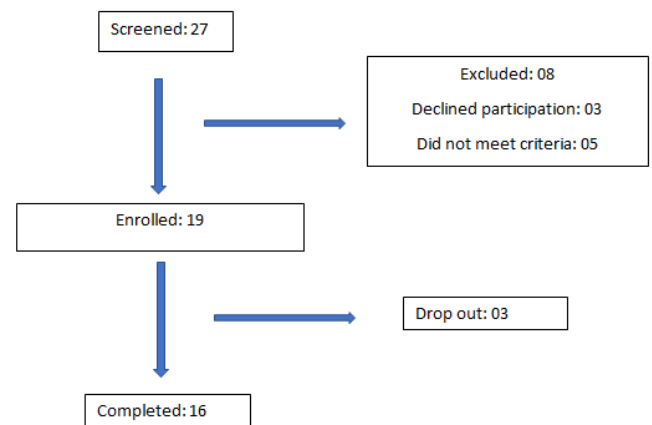 Screened: 27
Excluded: 08
Declined participation: 03
Did not meet criteria: 05
Enrolled: 19
Drop out: 03
Completed: 16